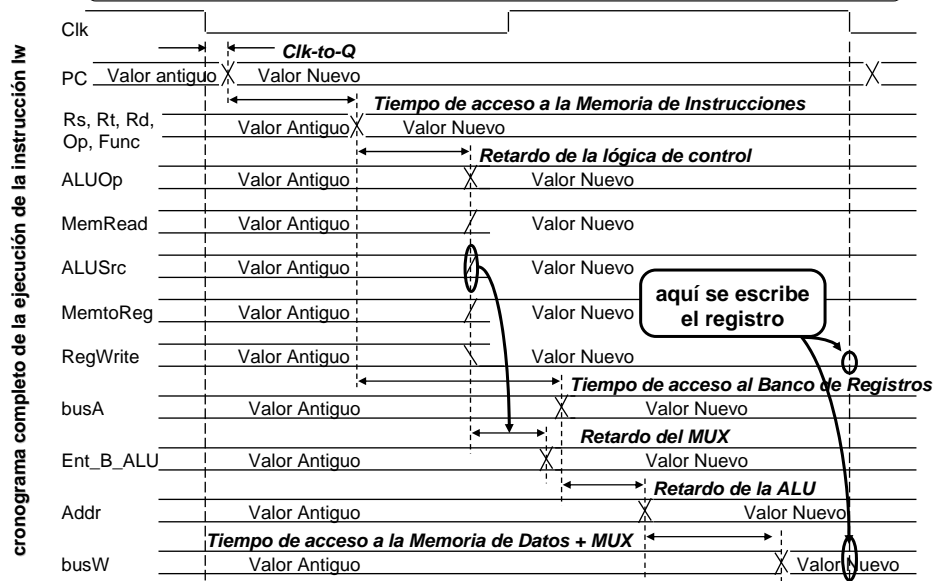 cronograma completo de la ejecución de la instrucción lw
Clk
Clk-to-Q
PC Valor antiguo Valor Nuevo
Tiempo de acceso a la Memoria de Instrucciones
Rs, Rt, Rd,
Op, Func
Valor Antiguo Valor Nuevo
Retardo de la lógica de control
ALUOp Valor Antiguo Valor Nuevo
MemRead Valor Antiguo Valor Nuevo
ALUSrc Valor Antiguo Valor Nuevo
aquí se escribe
el registro
MemtoReg Valor Antiguo Valor Nuevo
RegWrite Valor Antiguo Valor Nuevo
Tiempo de acceso al Banco de Registros
busA Valor Antiguo Valor Nuevo
Retardo del MUX
Ent_B_ALU Valor Antiguo Valor Nuevo
Retardo de la ALU
Addr Valor Antiguo Valor Nuevo
Tiempo de acceso a la Memoria de Datos + MUX
busW Valor Antiguo Valor Nuevo